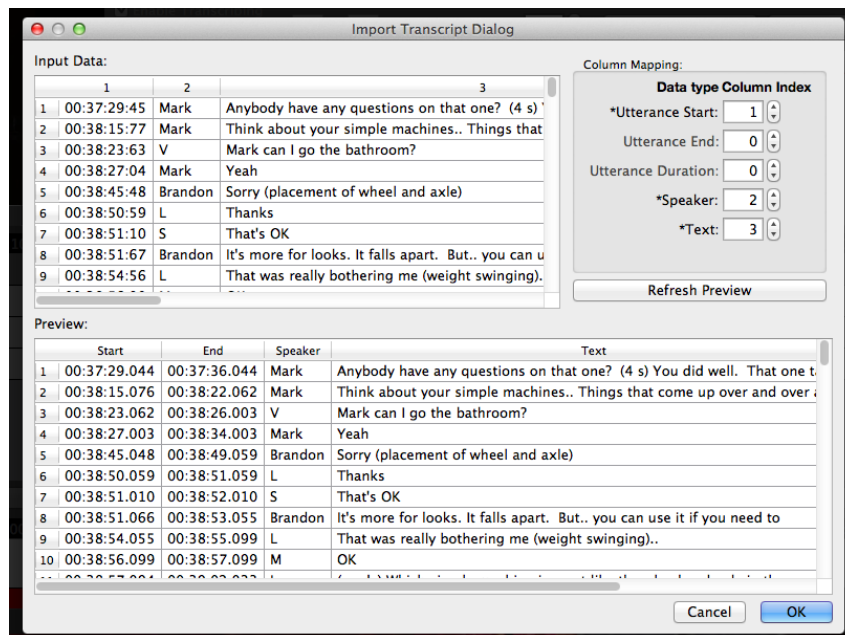 Import Transcript Dialog
Input Data:
1 2 3
1 00:37:29:45 Mark Anybody have any questions on that one? (4 s)
2 00:38:15:77 Mark Think about your simple machines.. Things that
3 00:38:23:63 V Mark can I go the bathroom?
4 00:38:27:04 Mark Yeah
5 00:38:45:48 Brandon Sorry (placement of wheel and axle)
6 00:38:50:59 L Thanks
7 00:38:51:10 S That's OK
8 00:38:51:67 Brandon It's more for looks. It falls apart. But.. you can u
9 00:38:54:56 L That was really bothering me (weight swinging).
Column Mapping:
Data type Column Index
*Utterance Start: 1
Utterance End: 0
Utterance Duration: 0
*Speaker: 2
*Text: 3
Refresh Preview
Preview:
Start End Speaker Text
1 00:37:29.044 00:37:36.044 Mark Anybody have any questions on that one? (4 s) You did well. That one t
2 00:38:15.076 00:38:22.062 Mark Think about your simple machines.. Things that come up over and over
3 00:38:23.062 00:38:26.003 V Mark can I go the bathroom?
4 00:38:27.003 00:38:34.003 Mark Yeah
5 00:38:45.048 00:38:49.059 Brandon Sorry (placement of wheel and axle)
6 00:38:50.059 00:38:51.059 L Thanks
7 00:38:51.010 00:38:52.010 S That's OK
8 00:38:51.066 00:38:53.055 Brandon It's more for looks. It falls apart. But.. you can use it if you need to
9 00:38:54.055 00:38:55.099 L That was really bothering me (weight swinging)..
10 00:38:56.099 00:38:57.099 M OK
Cancel OK